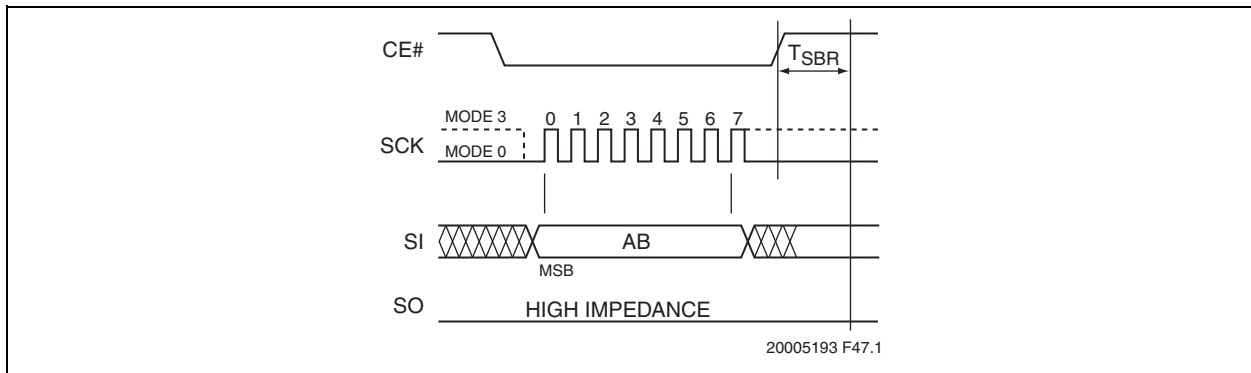 CE#
TSBR
MODE 3
0 1 2 3 4 5 6 7
SCK
MODE 0
SI
AB
MSB
SO
HIGH IMPEDANCE
20005193 F47.1